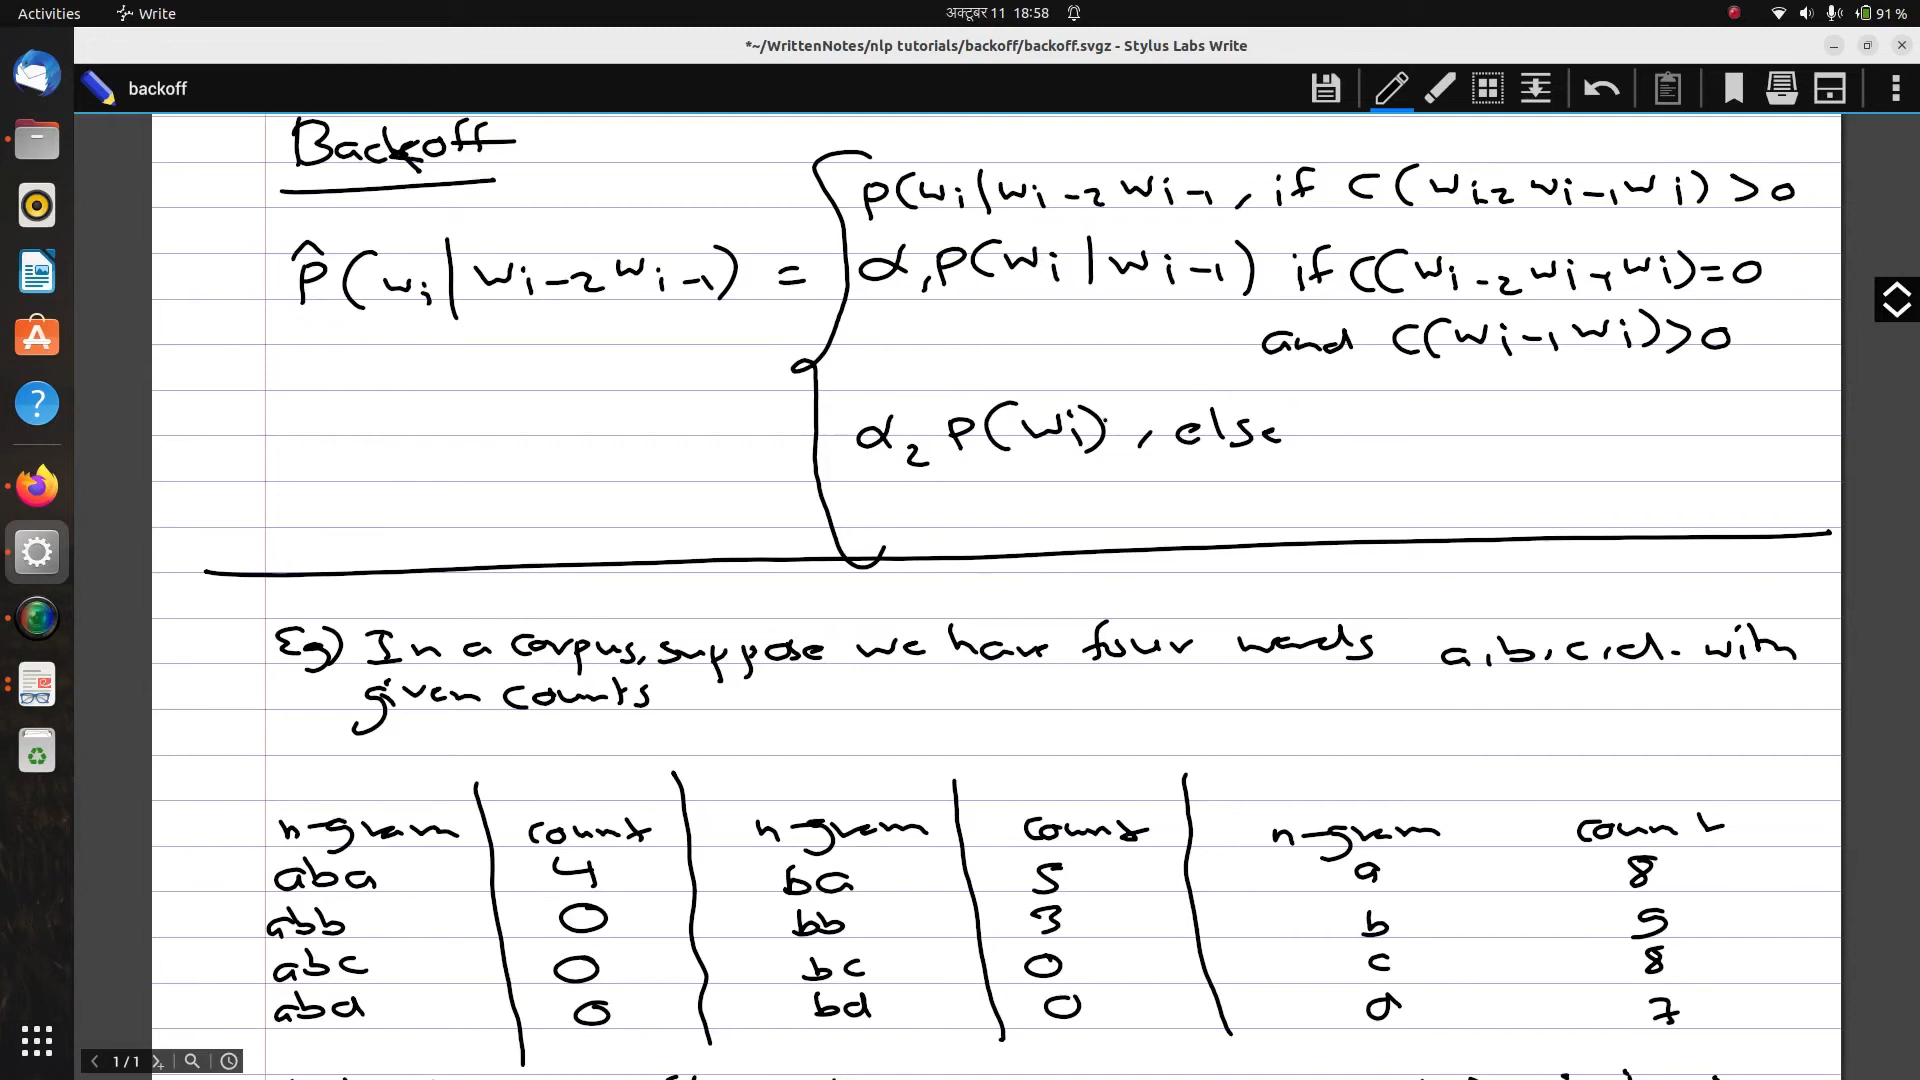 Activities Write अक्टूबर 11 18:58 91 %
*~/WrittenNotes/nlp tutorials/backoff/backoff.svgz - Stylus Labs Write
backoff
Backoff
P(wi|wi-2 wi-1, if C(wi-2 wi-1 wi) > 0
P̂(wi|wi-2 wi-1) = α1 P(wi|wi-1) if C(wi-2 wi-1 wi) = 0
and C(wi-1 wi) > 0
α2 P(wi), else
Eg) In a corpus, suppose we have four words a, b, c, d. with
given counts
n-gram count n-gram count n-gram count
aba 4 ba 5 a 8
abb 0 bb 3 b 5
abc 0 bc 0 c 8
abd 0 bd 0 d 7
1 / 1